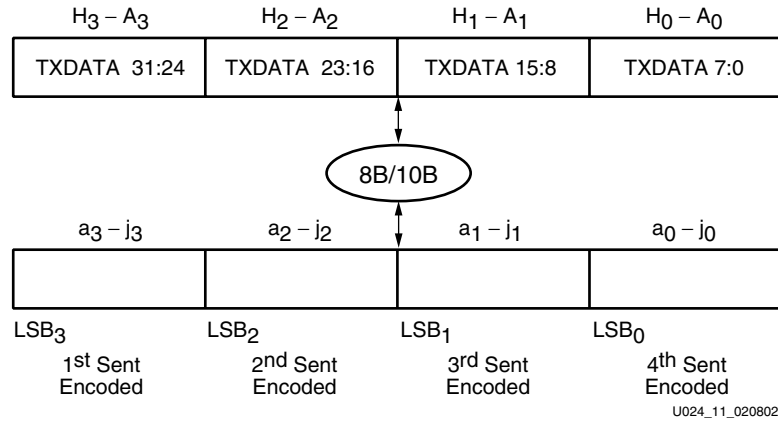 H3 – A3 H2 – A2 H1 – A1 H0 – A0
TXDATA 31:24 TXDATA 23:16 TXDATA 15:8 TXDATA 7:0
8B/10B
a3 – j3 a2 – j2 a1 – j1 a0 – j0
LSB3 LSB2 LSB1 LSB0
1st Sent 2nd Sent 3rd Sent 4th Sent
Encoded Encoded Encoded Encoded
U024_11_020802